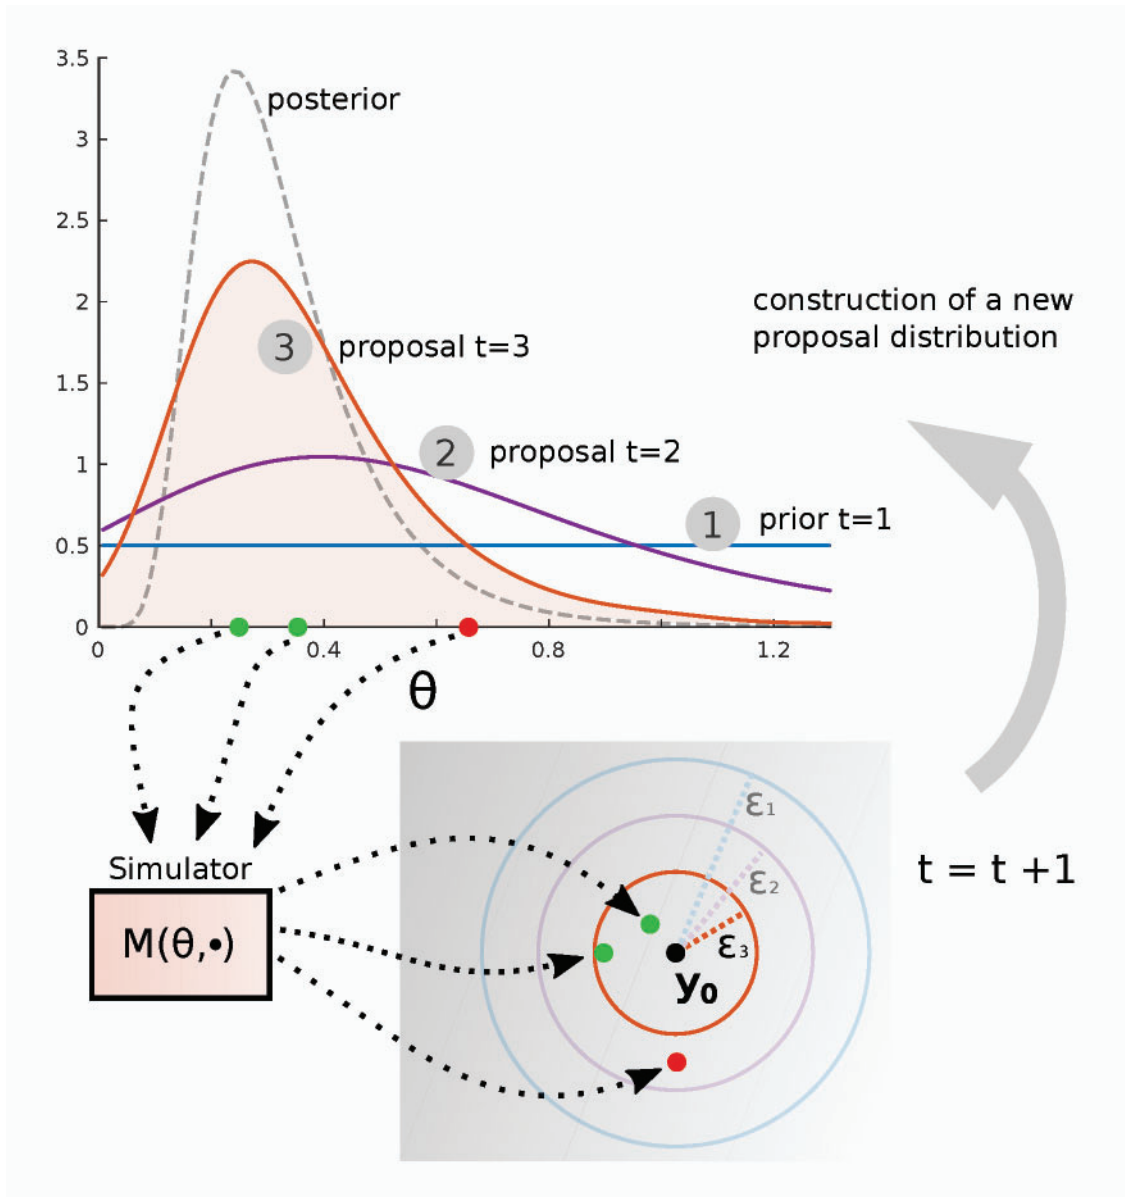 3.5
posterior
3
2.5
2
construction of a new
proposal distribution
3 proposal t=3
1.5
2 proposal t=2
1
1 prior t=1
0.5
0
0 0.4 0.8 1.2
θ
ε₁
ε₂
t = t +1
Simulator
M(θ,•)
ε₃
y₀